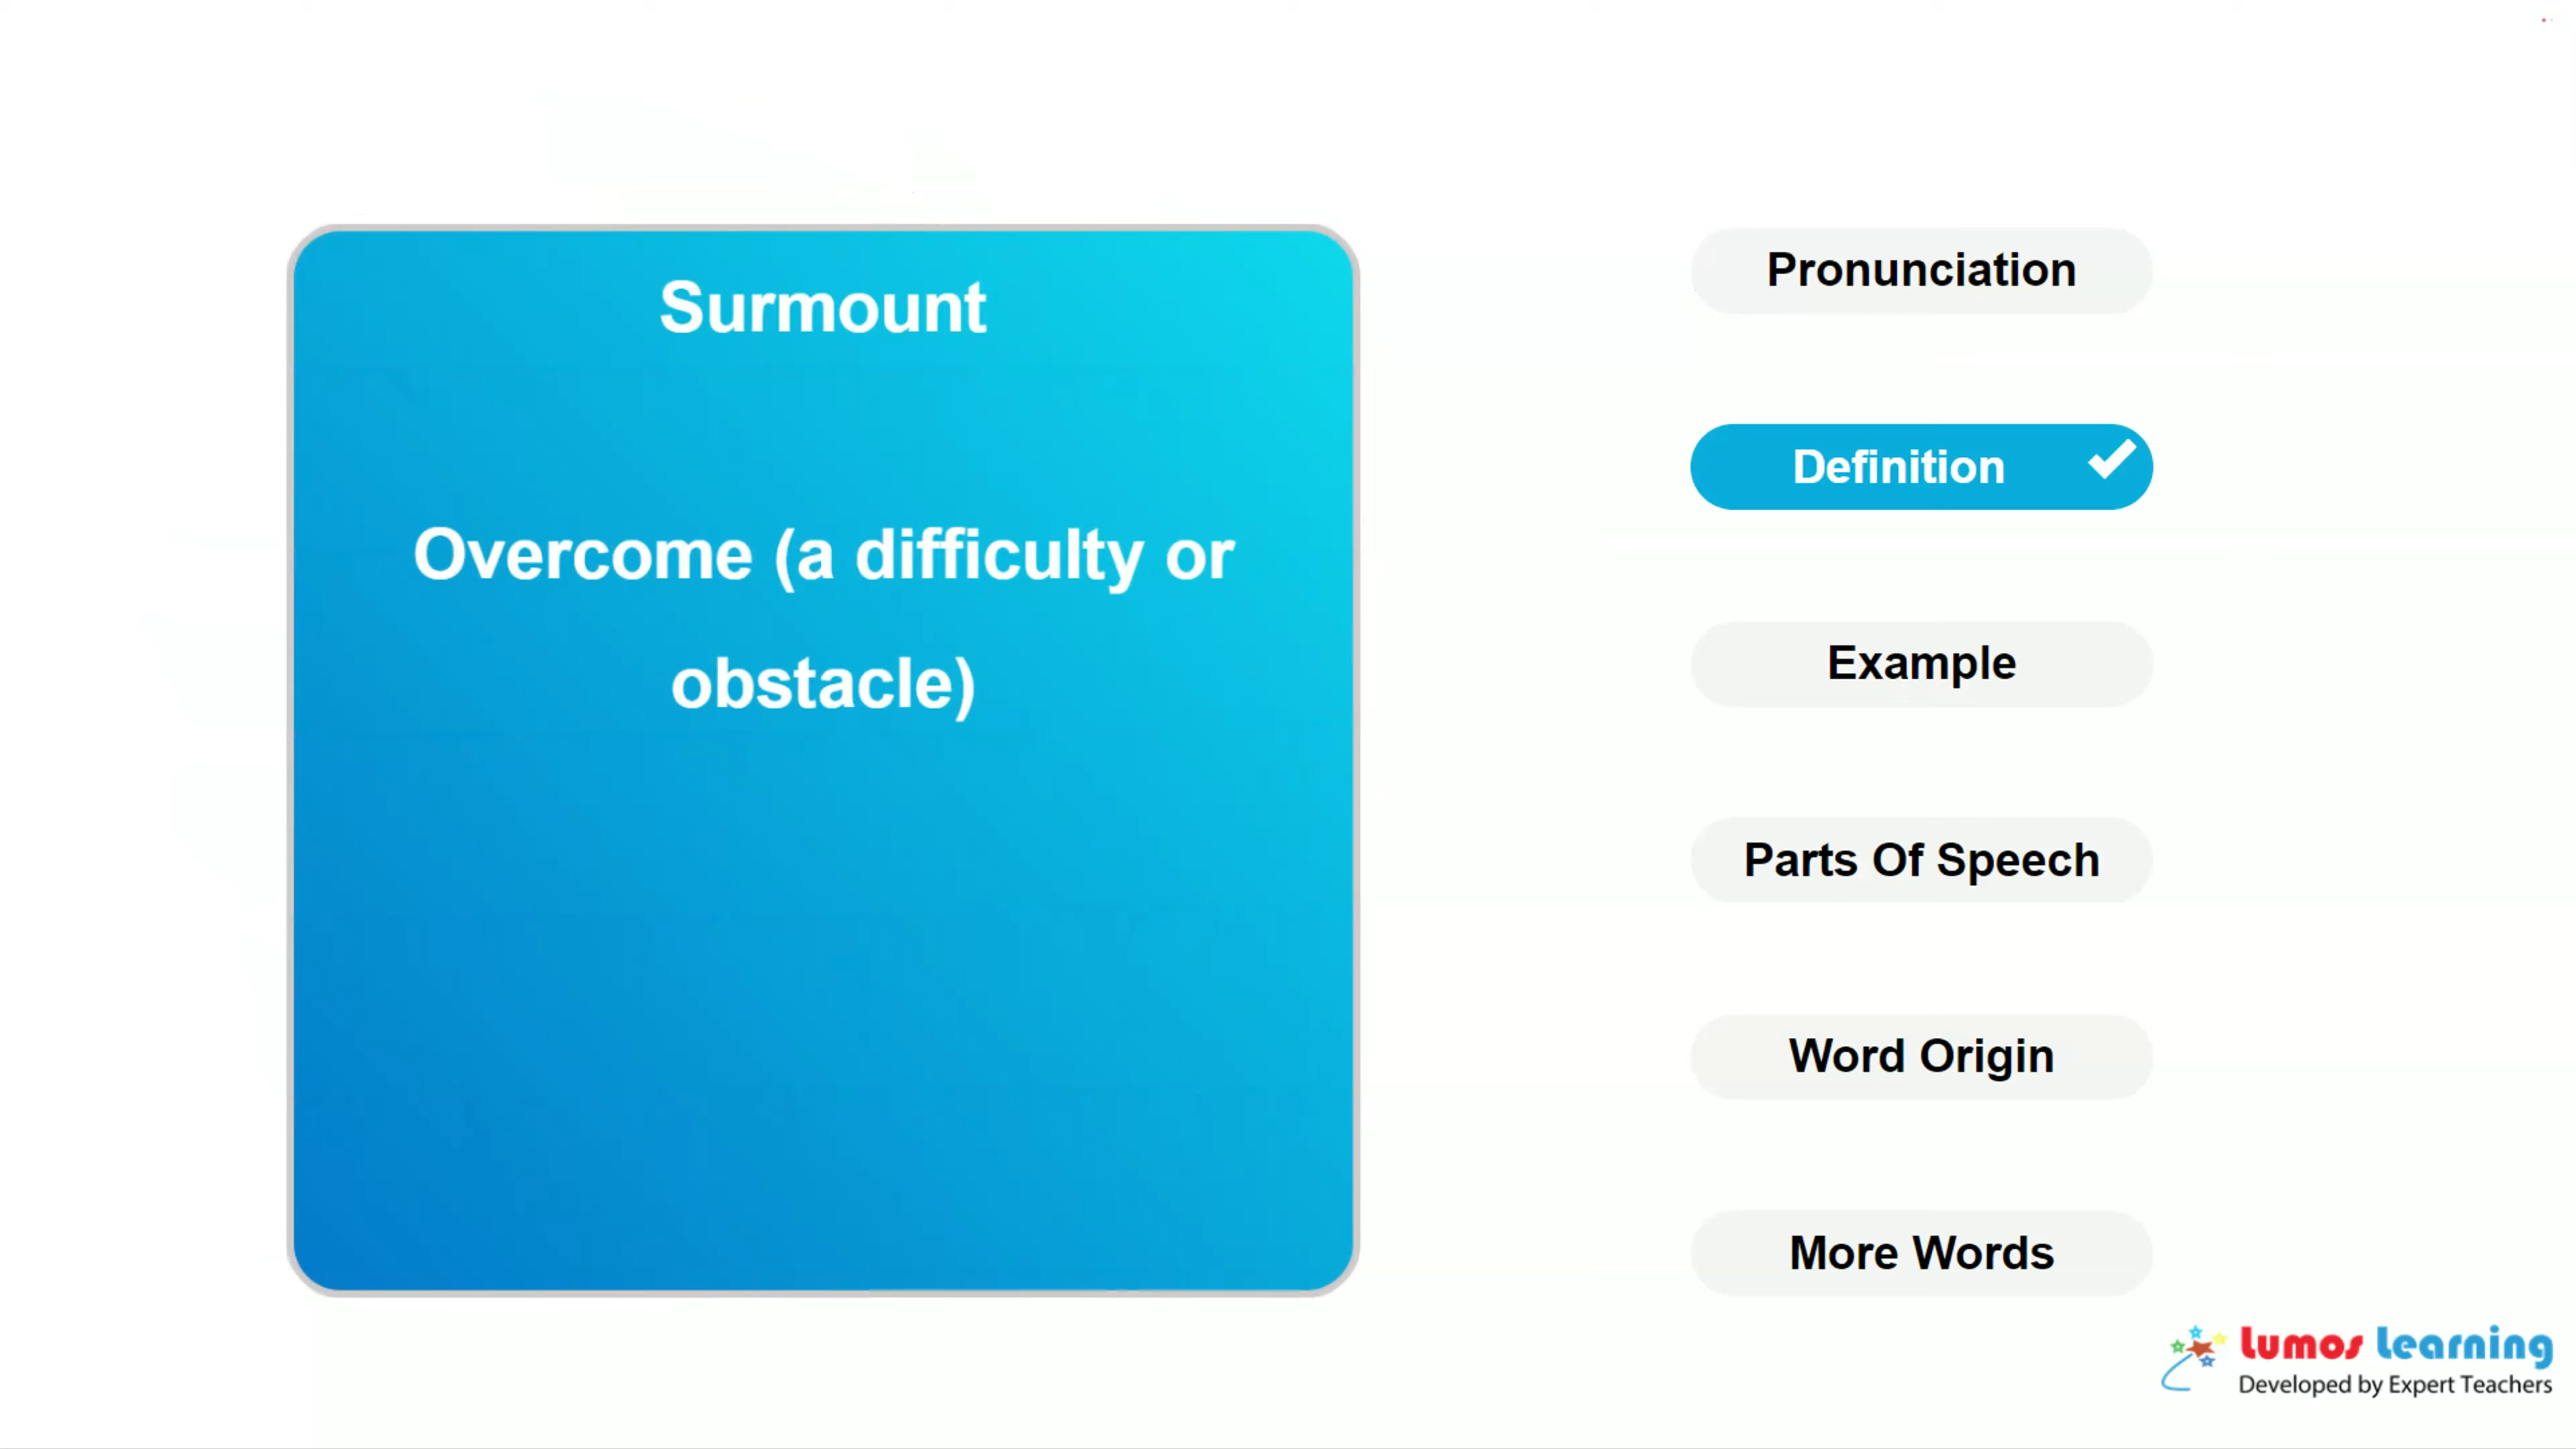 Surmount
Overcome (a difficulty or
obstacle)
Pronunciation
Definition
Example
Parts Of Speech
Word Origin
More Words
Lumos Learning
Developed by Expert Teachers